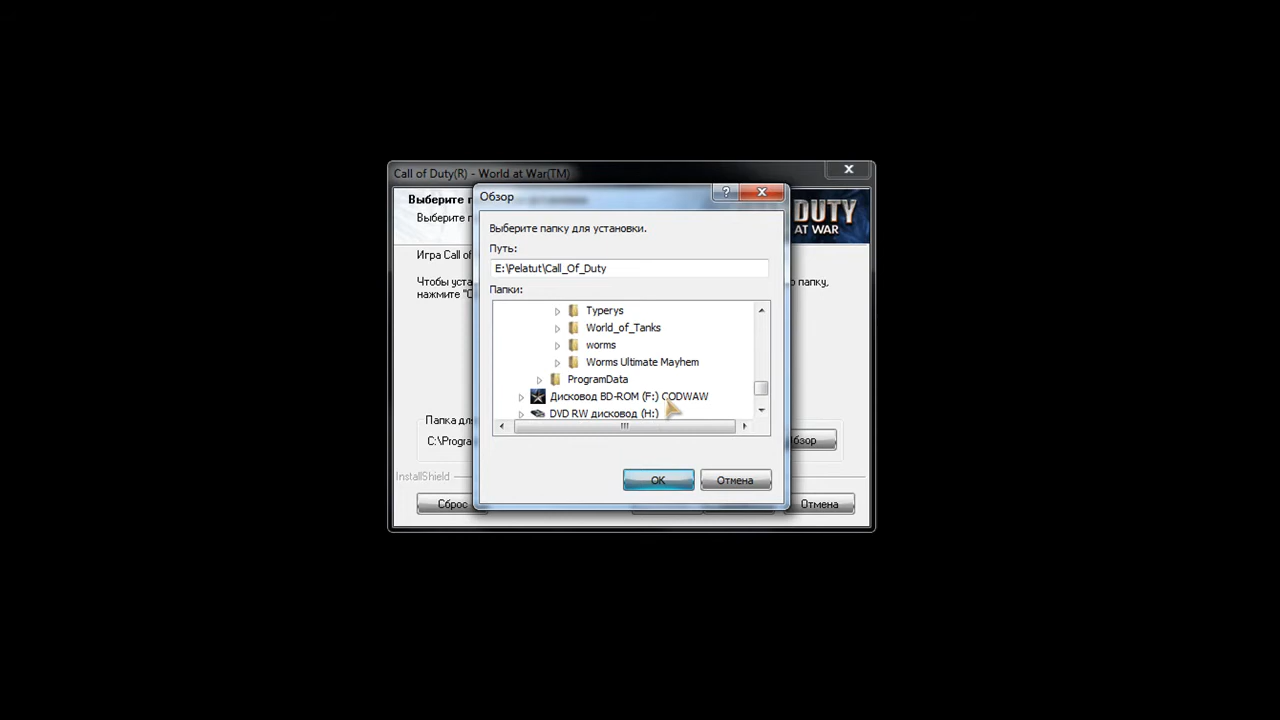 Call of Duty(R) - World at War(TM)
Обзор
Выберите п
Выберите п
DUTY
AT WAR
Выберите папку для установки.
Путь:
E:\Pelatut\Call_Of_Duty
Игра Call of
Чтобы уста
ю папку,
нажмите "С
Папки:
Typerys
World_of_Tanks
worms
Worms Ultimate Mayhem
ProgramData
Дисковод BD-ROM (F:) CODWAW
DVD RW дисковод (H:)
Папка для
C:\Progra
бзор
InstallShield
OK
Отмена
Сброс
Отмена